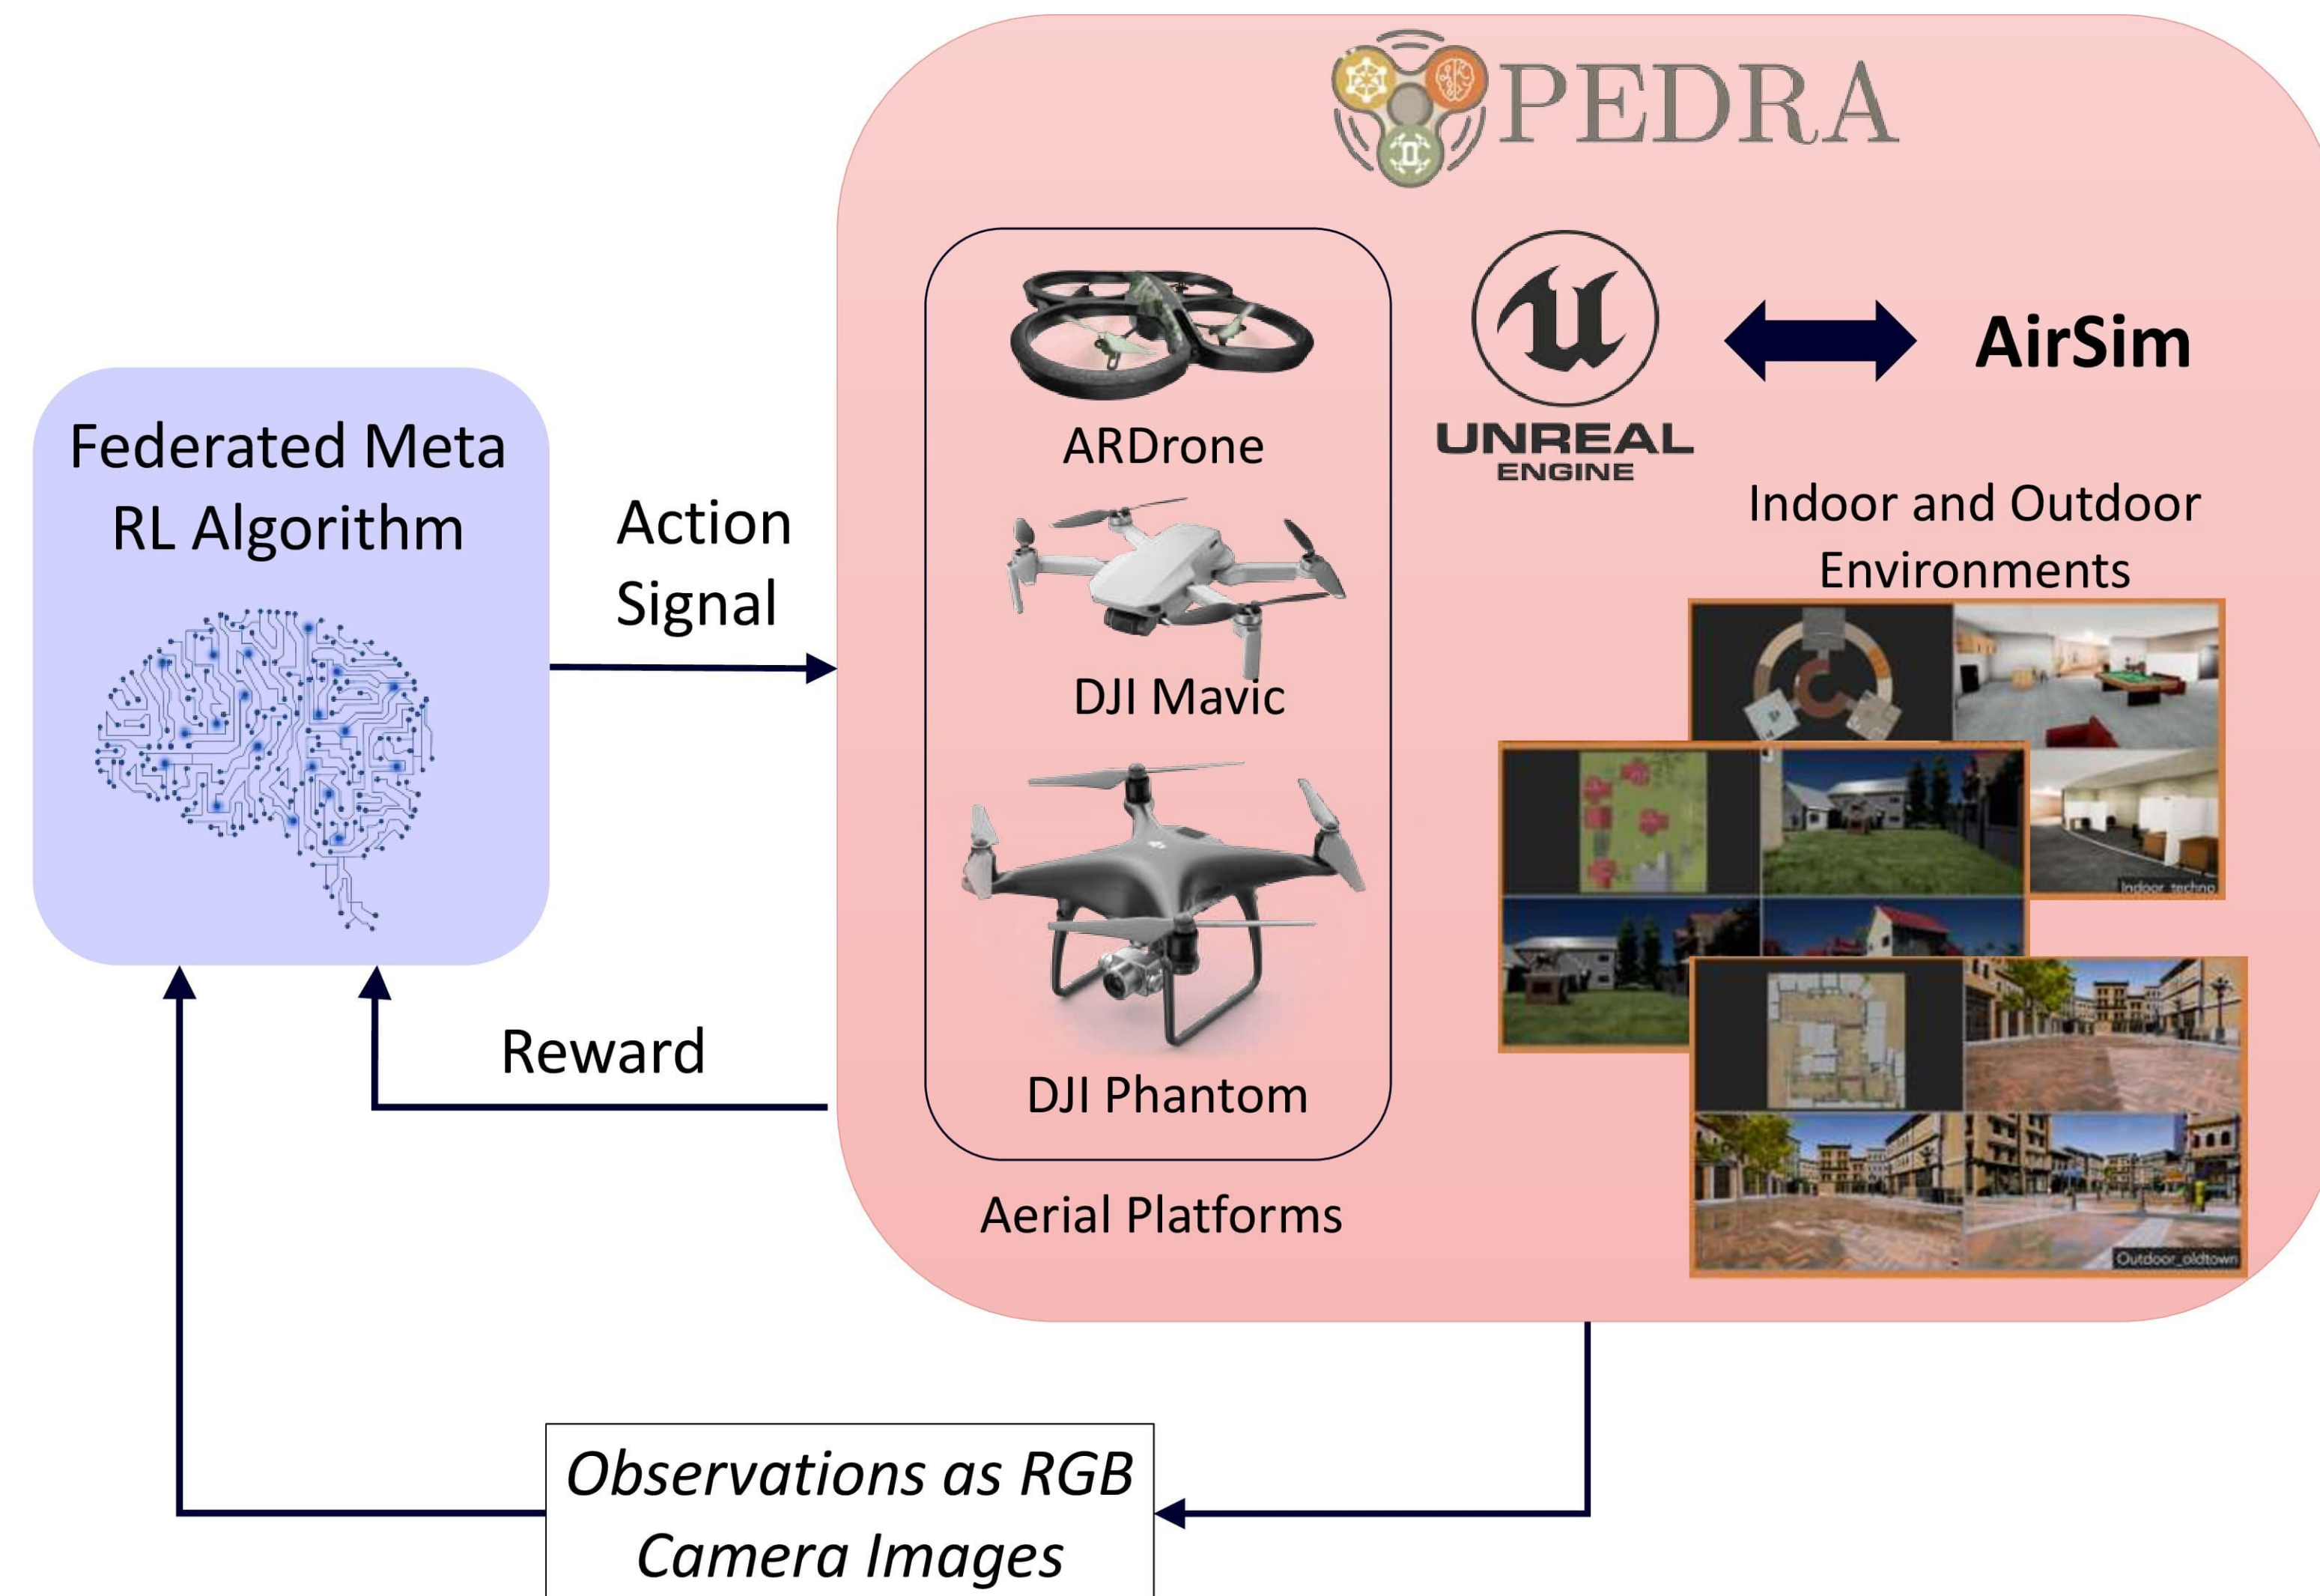 PEDRA
Federated Meta
RL Algorithm
Action
Signal
Reward
ARDrone
DJI Mavic
DJI Phantom
Aerial Platforms
UNREAL
ENGINE
AirSim
Indoor and Outdoor
Environments
Indoor_techno
Outdoor_oldtown
Observations as RGB
Camera Images